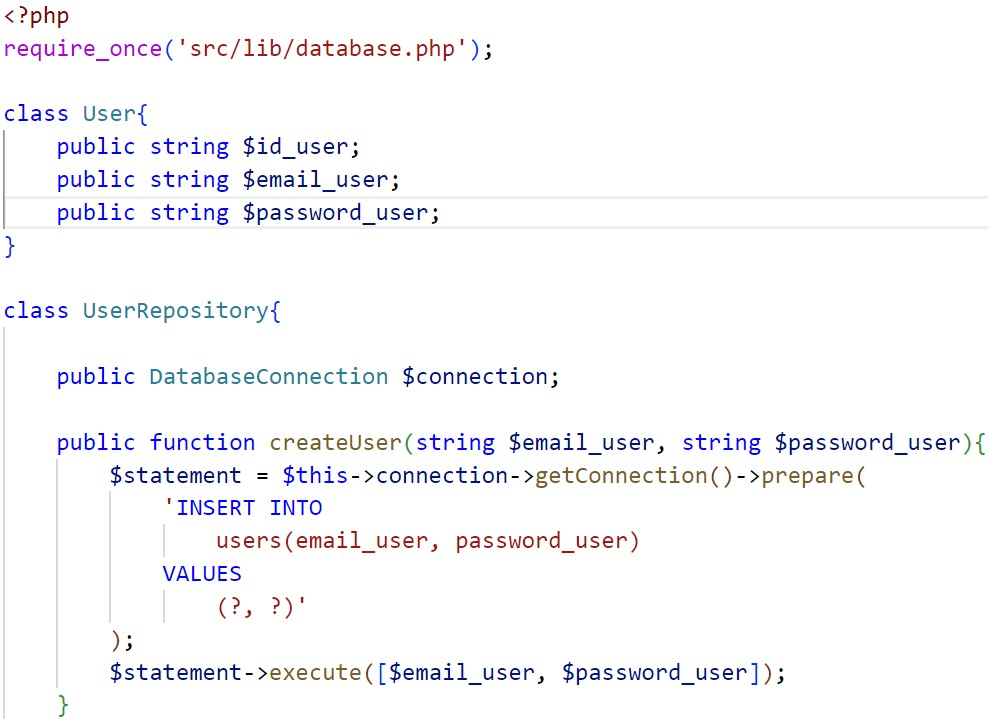 <?php
require_once('src/lib/database.php');
class User{
public string $id_user;
public string $email_user;
public string $password_user;
}
class UserRepository{
public DatabaseConnection $connection;
public function createUser(string $email_user, string $password_user){
$statement = $this->connection->getConnection()->prepare(
'INSERT INTO
users(email_user, password_user)
VALUES
(?, ?)'
);
$statement->execute([$email_user, $password_user]);
}